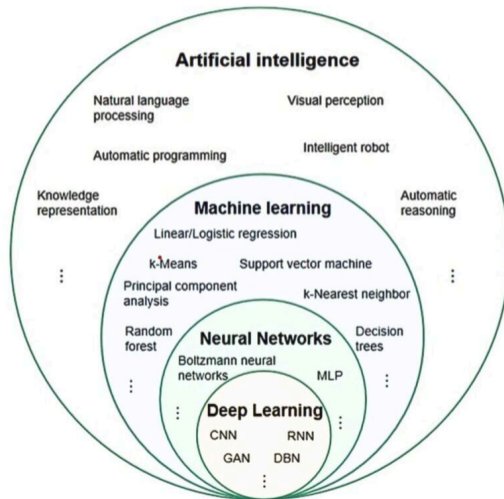 Artificial intelligence
Natural language
processing
Visual perception
Automatic programming
Intelligent robot
Knowledge
representation
Automatic
reasoning
Machine learning
Linear/Logistic regression
k-Means
Support vector machine
Principal component
analysis
k-Nearest neighbor
Random
forest
Decision
trees
Neural Networks
Boltzmann neural
networks
MLP
Deep Learning
CNN
RNN
GAN
DBN